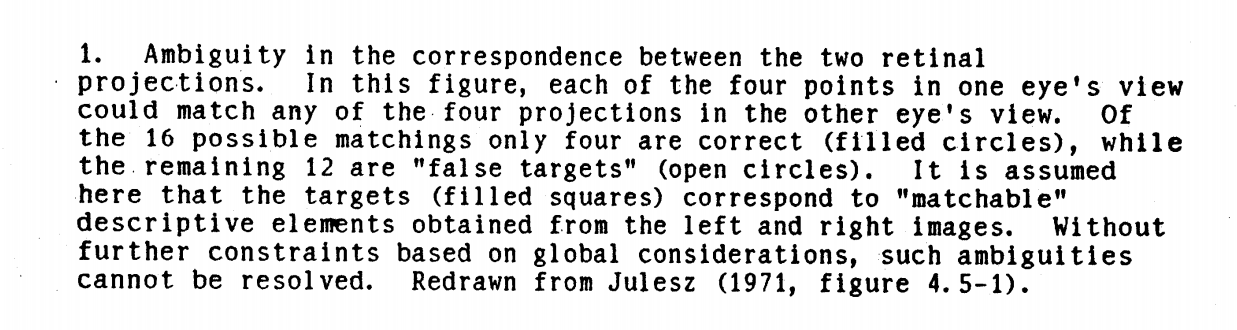 1. Ambiguity in the correspondence between the two retinal
projections. In this figure, each of the four points in one eye's view
could match any of the four projections in the other eye's view. Of
the 16 possible matchings only four are correct (filled circles), while
the remaining 12 are "false targets" (open circles). It is assumed
here that the targets (filled squares) correspond to "matchable"
descriptive elements obtained from the left and right images. Without
further constraints based on global considerations, such ambiguities
cannot be resolved. Redrawn from Julesz (1971, figure 4.5-1).